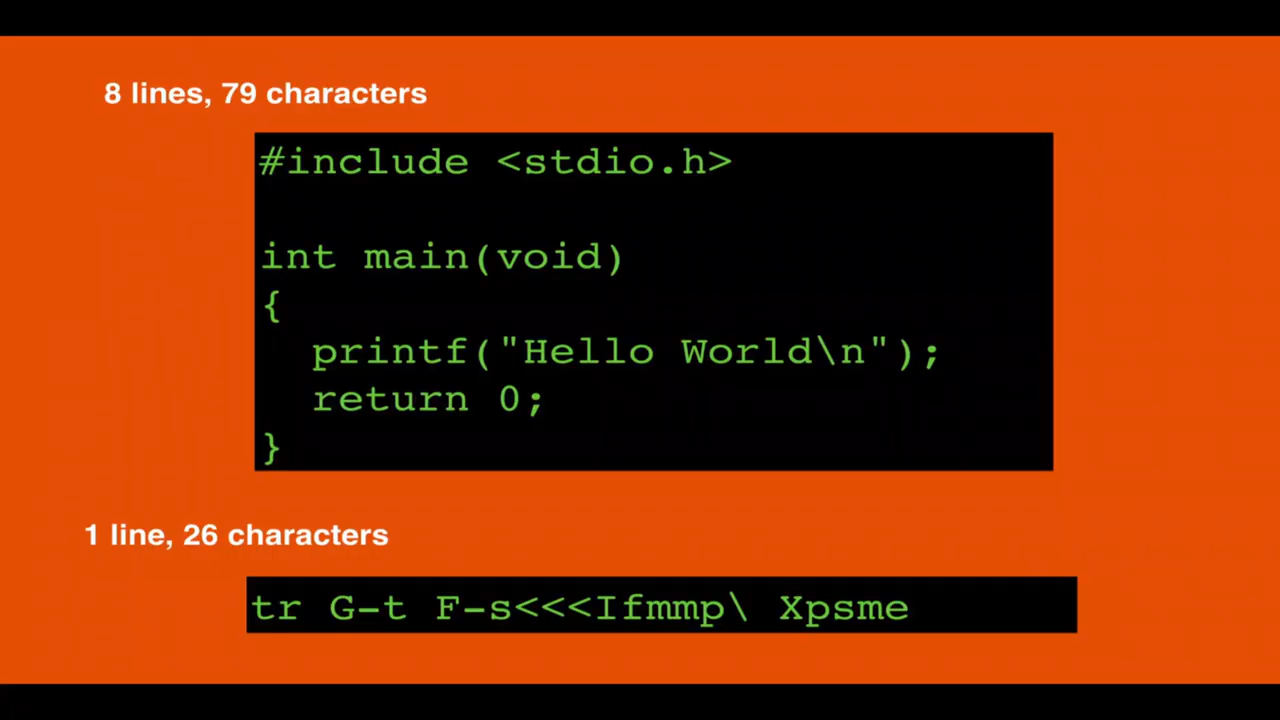 8 lines, 79 characters
#include <stdio.h>
int main(void)
{
  printf("Hello World\n");
  return 0;
}
1 line, 26 characters
tr G-t F-s<<<Ifmmp\ Xpsme